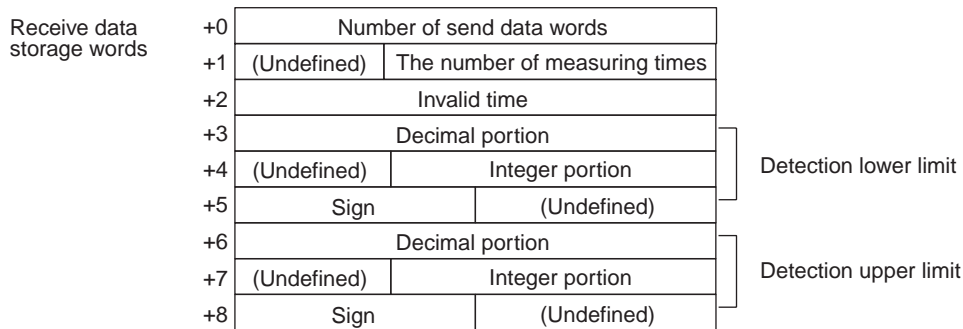 Receive data
storage words
+0 Number of send data words
+1 (Undefined) The number of measuring times
+2 Invalid time
+3 Decimal portion
+4 (Undefined) Integer portion
Detection lower limit
+5 Sign (Undefined)
+6 Decimal portion
+7 (Undefined) Integer portion
Detection upper limit
+8 Sign (Undefined)